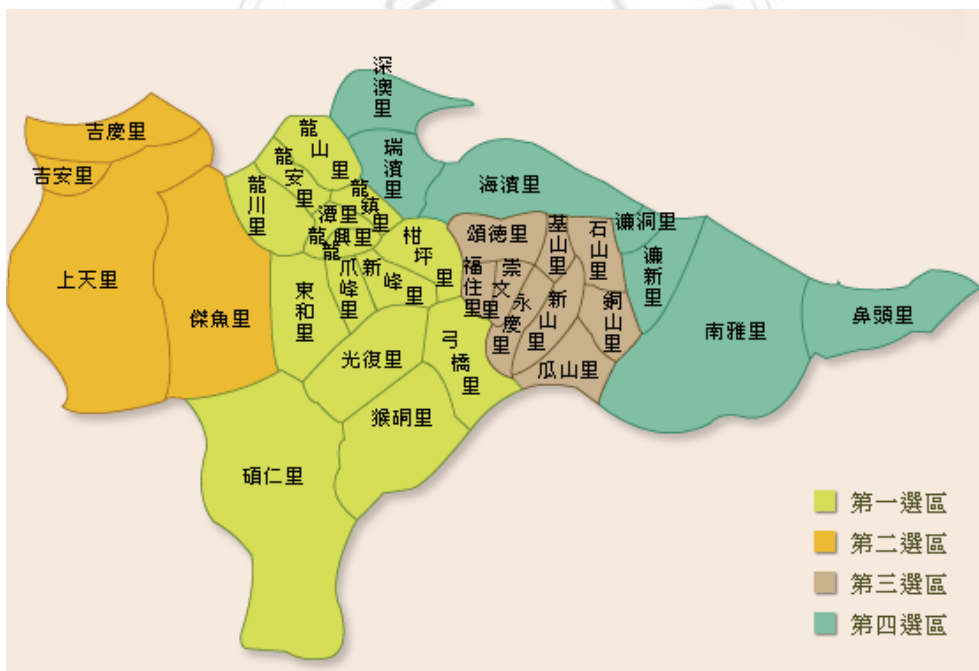 深澳里
吉慶里
龍山里
瑞濱里
吉安里
龍安里
海濱里
龍川里
龍鎮里
潭里
龍
興里
龍
柑坪里
頌德里
基山里
石山里
濂洞里
濂新里
上天里
傑魚里
東和里
爪峰里
新峰里
福住里
崇文里
永慶里
新山里
銅山里
南雅里
鼻頭里
光復里
弓橋里
瓜山里
猴硐里
碩仁里
第一選區
第二選區
第三選區
第四選區